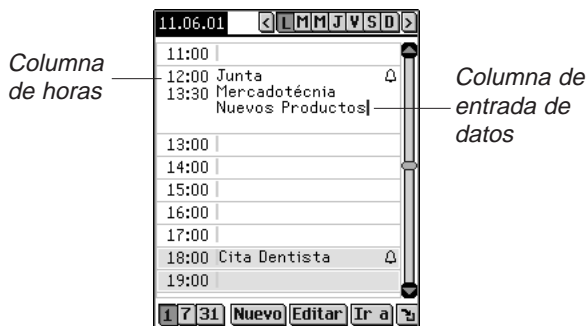 11.06.01 L M M J V S D
11:00
12:00 Junta
13:30 Mercadotécnia
Nuevos Productos
13:00
14:00
15:00
16:00
17:00
18:00 Cita Dentista
19:00
1 7 31 Nuevo Editar Ir a
Columna
de horas
Columna de
entrada de
datos